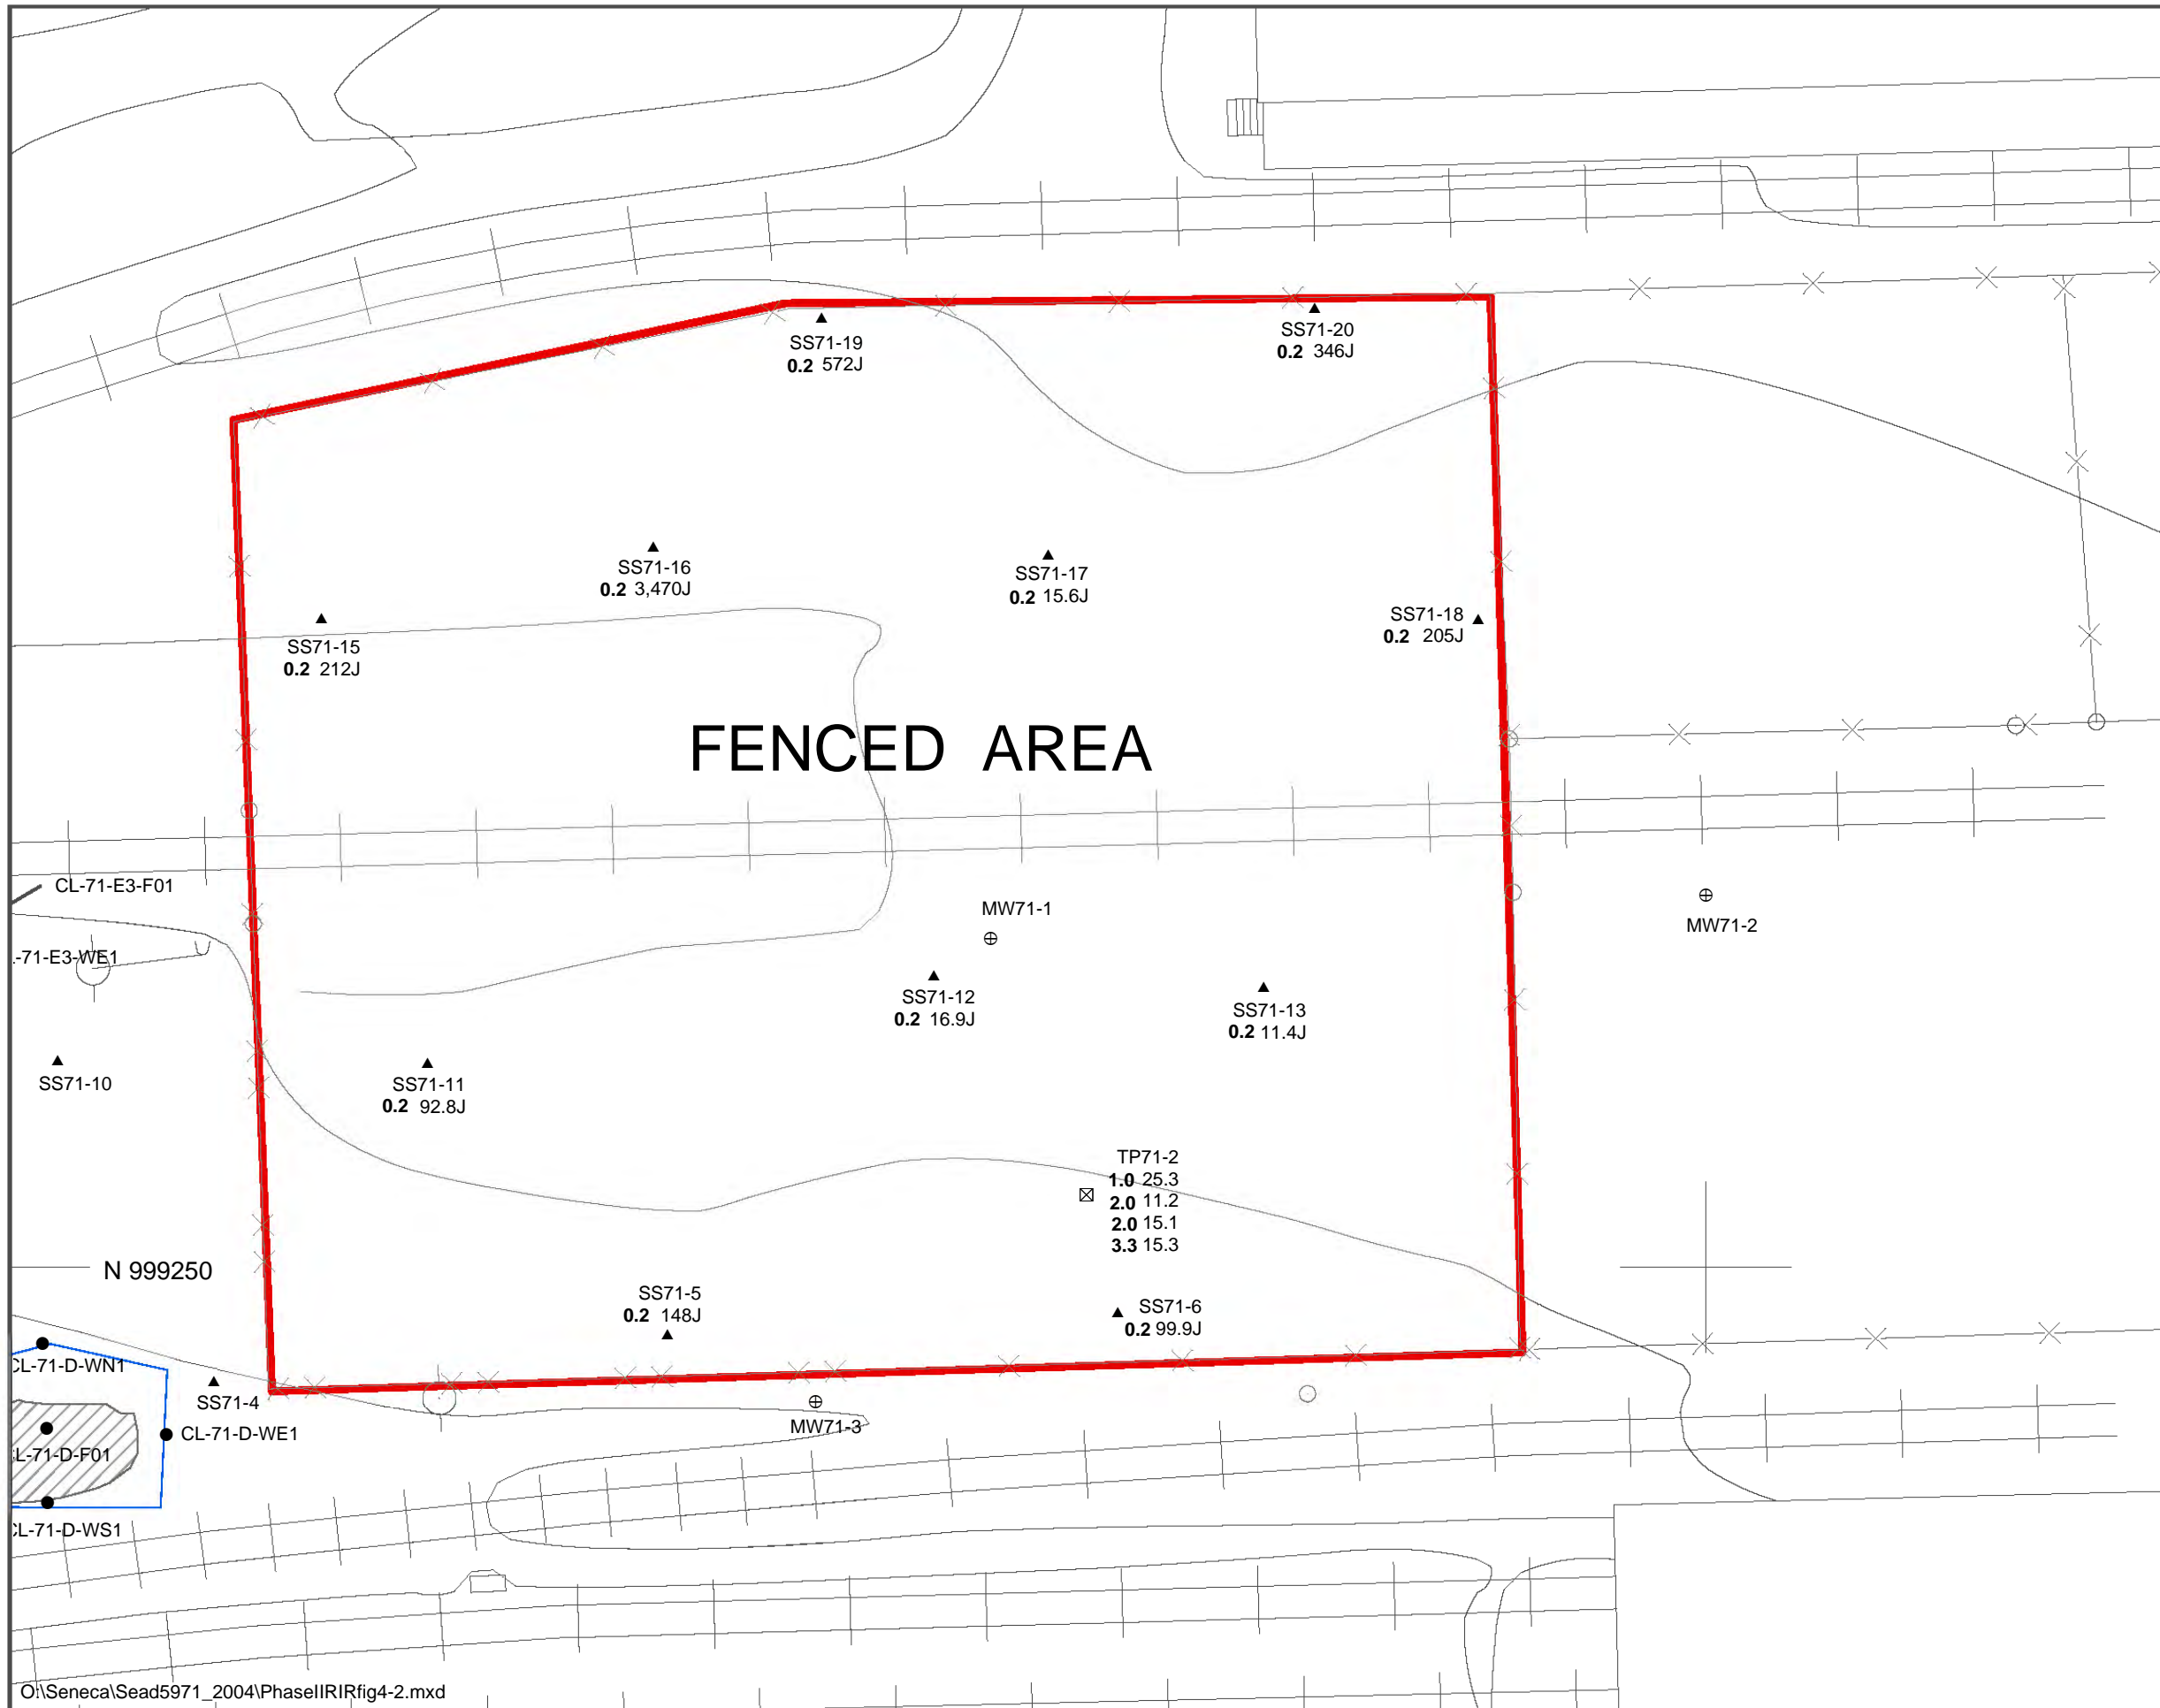 SS71-19
0.2 572J
SS71-20
0.2 346J
SS71-16
0.2 3,470J
SS71-17
0.2 15.6J
SS71-18
0.2 205J
SS71-15
0.2 212J
FENCED AREA
CL-71-E3-F01
MW71-1
MW71-2
-71-E3-WE1
SS71-12
0.2 16.9J
SS71-13
0.2 11.4J
SS71-10
SS71-11
0.2 92.8J
TP71-2
1.0 25.3
2.0 11.2
2.0 15.1
3.3 15.3
N 999250
SS71-5
0.2 148J
SS71-6
0.2 99.9J
CL-71-D-WN1
SS71-4
MW71-3
CL-71-D-WE1
L-71-D-F01
CL-71-D-WS1
O:\Seneca\Sead5971_2004\PhaseIIRIRfig4-2.mxd